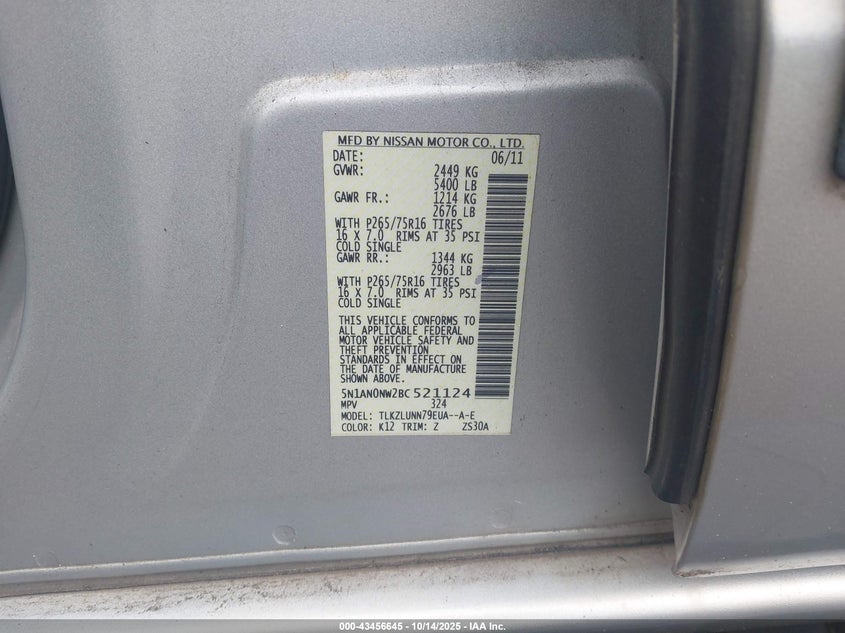 MFD BY NISSAN MOTOR CO., LTD.
DATE: 06/11
GVWR: 2449 KG
5400 LB
GAWR FR.: 1214 KG
2676 LB
WITH P265/75R16 TIRES
16 X 7.0 RIMS AT 35 PSI
COLD SINGLE
GAWR RR.: 1344 KG
2963 LB
WITH P265/75R16 TIRES
16 X 7.0 RIMS AT 35 PSI
COLD SINGLE
THIS VEHICLE CONFORMS TO
ALL APPLICABLE FEDERAL
MOTOR VEHICLE SAFETY AND
THEFT PREVENTION
STANDARDS IN EFFECT ON
THE DATE OF MANUFACTURE
SHOWN ABOVE.
5N1AN0NW2BC 521124
MPV 324
MODEL: TLKZLUNN79EUA--A-E
COLOR: K12 TRIM: Z ZS30A
000-43456645 - 10/14/2025 - IAA Inc.